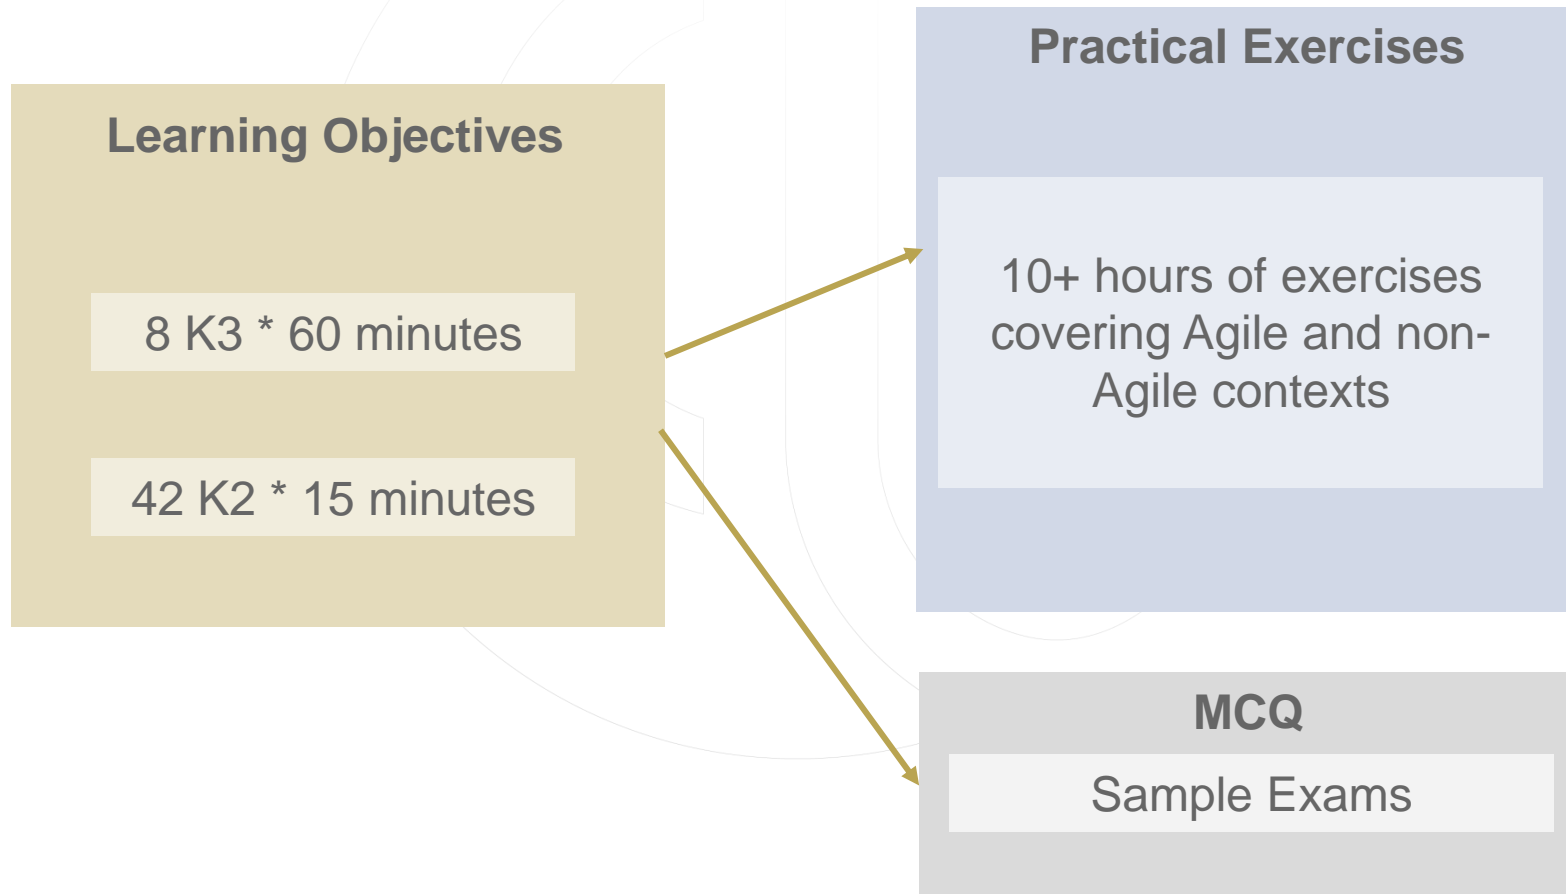 Learning Objectives
8 K3 * 60 minutes
42 K2 * 15 minutes
Practical Exercises
10+ hours of exercises
covering Agile and non-
Agile contexts
MCQ
Sample Exams